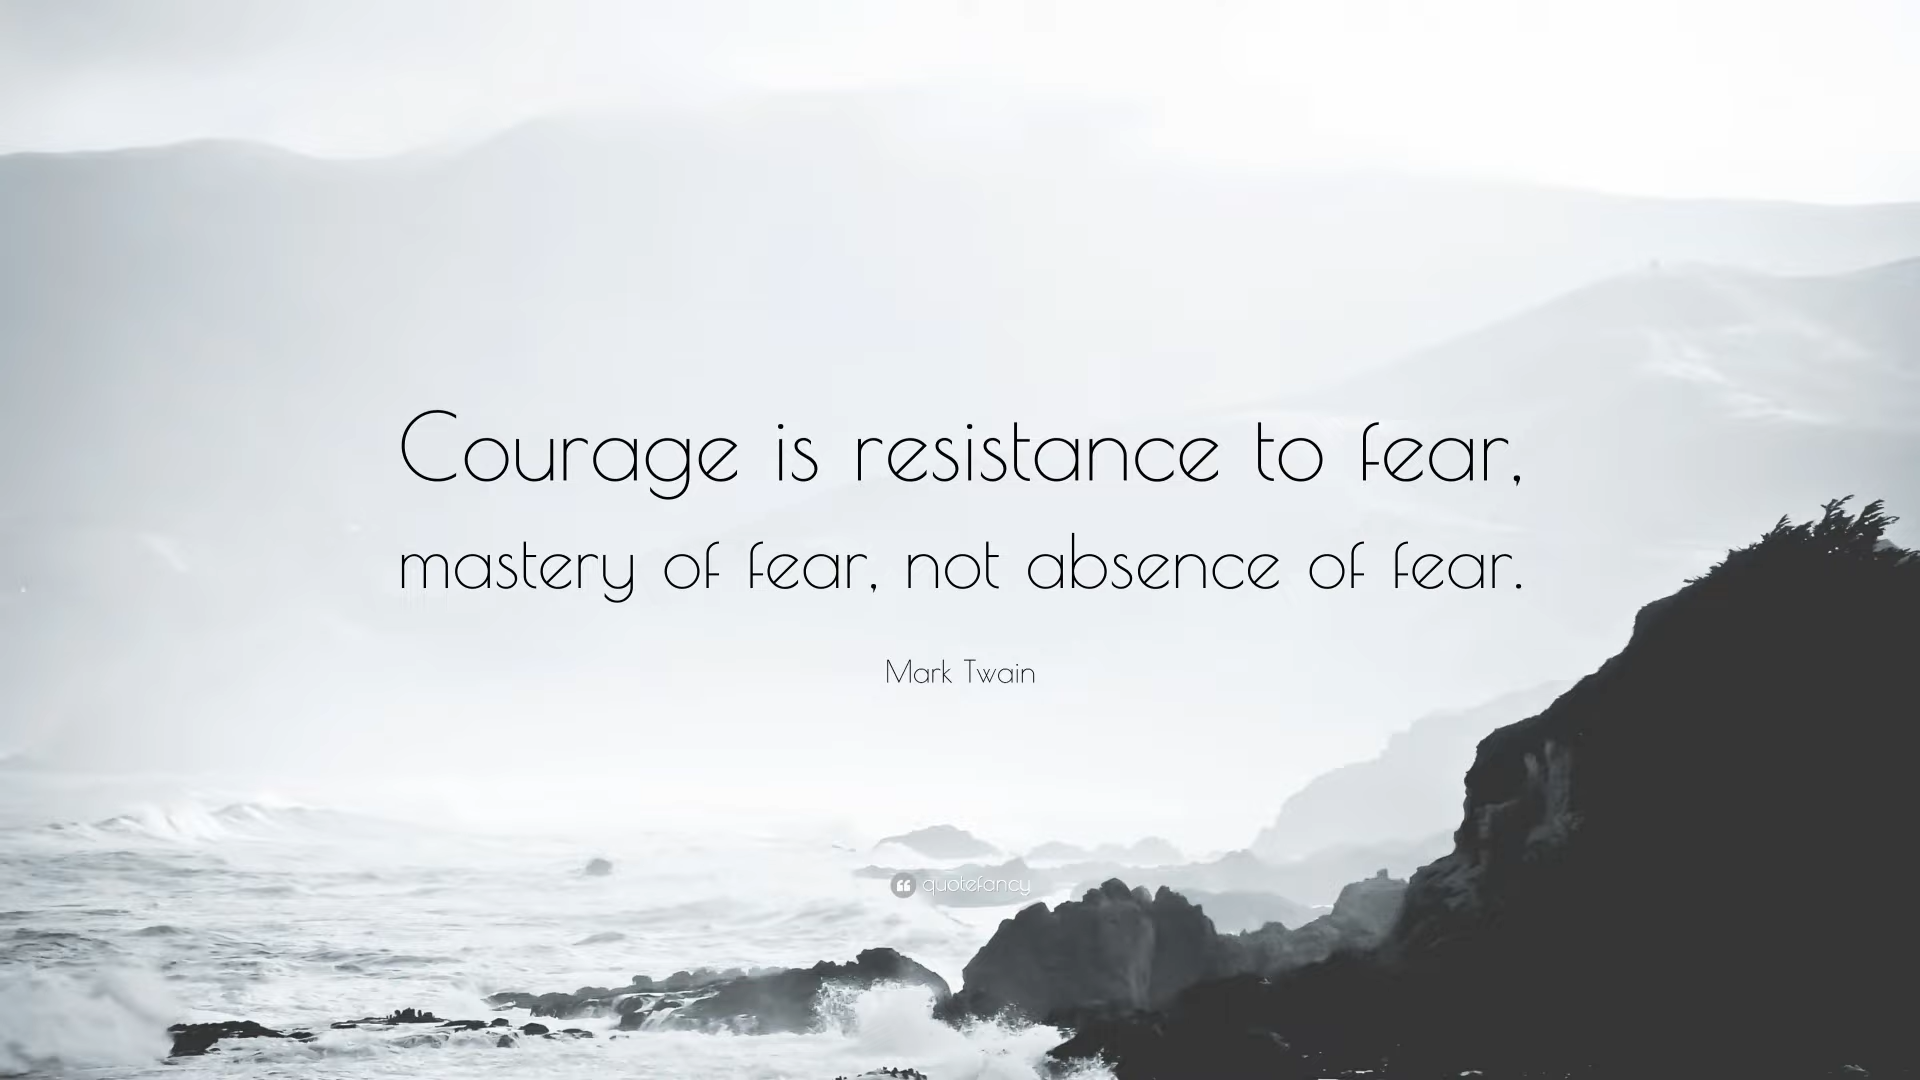 Courage is resistance to fear,
mastery of fear, not absence of fear.
Mark Twain
quotefancy